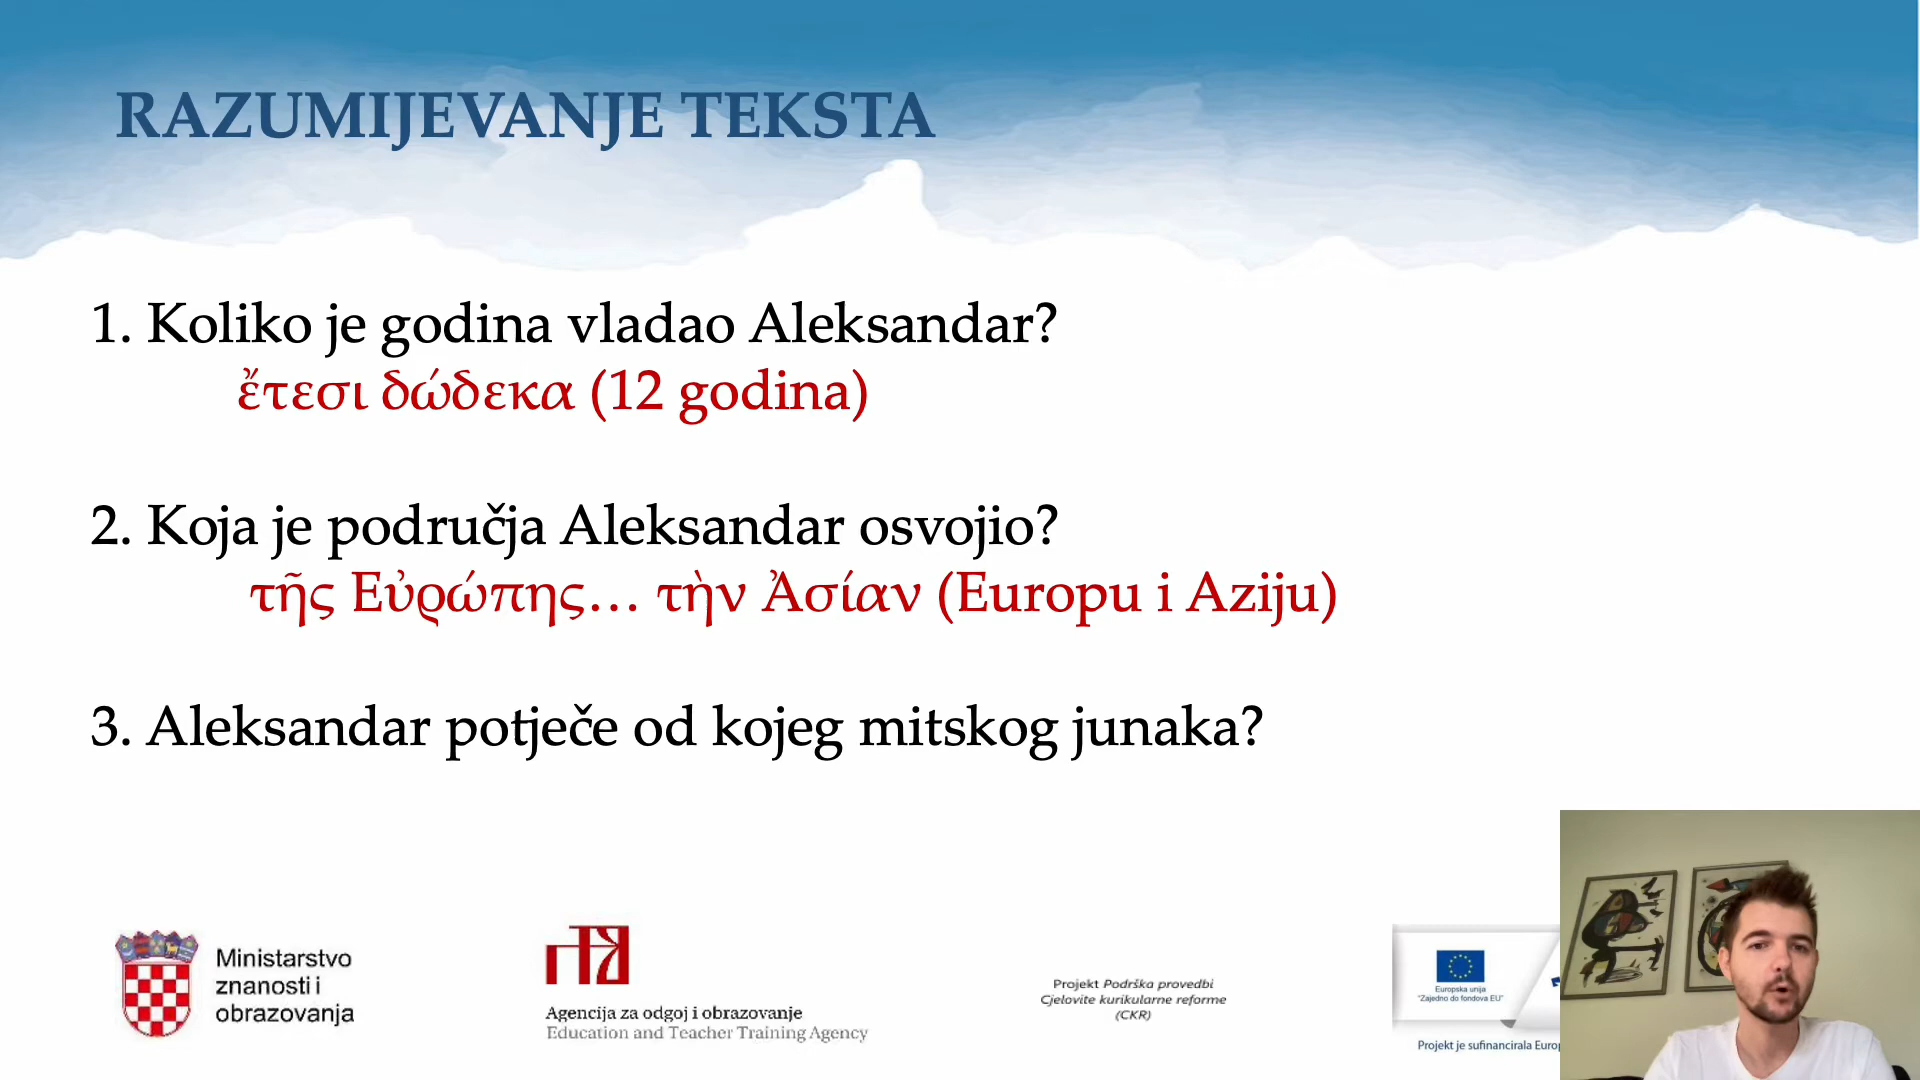 RAZUMIJEVANJE TEKSTA
1. Koliko je godina vladao Aleksandar?
ἔτεσι δώδεκα (12 godina)
2. Koja je područja Aleksandar osvojio?
τῆς Εὐρώπης… τὴν Ἀσίαν (Europu i Aziju)
3. Aleksandar potječe od kojeg mitskog junaka?
Ministarstvo
znanosti i
obrazovanja
Agencija za odgoj i obrazovanje
Education and Teacher Training Agency
Projekt Podrška provedbi
Cjelovite kurikularne reforme
(CKR)
Europska unija
"Zajedno do fondova EU"
Projekt je sufinancirala